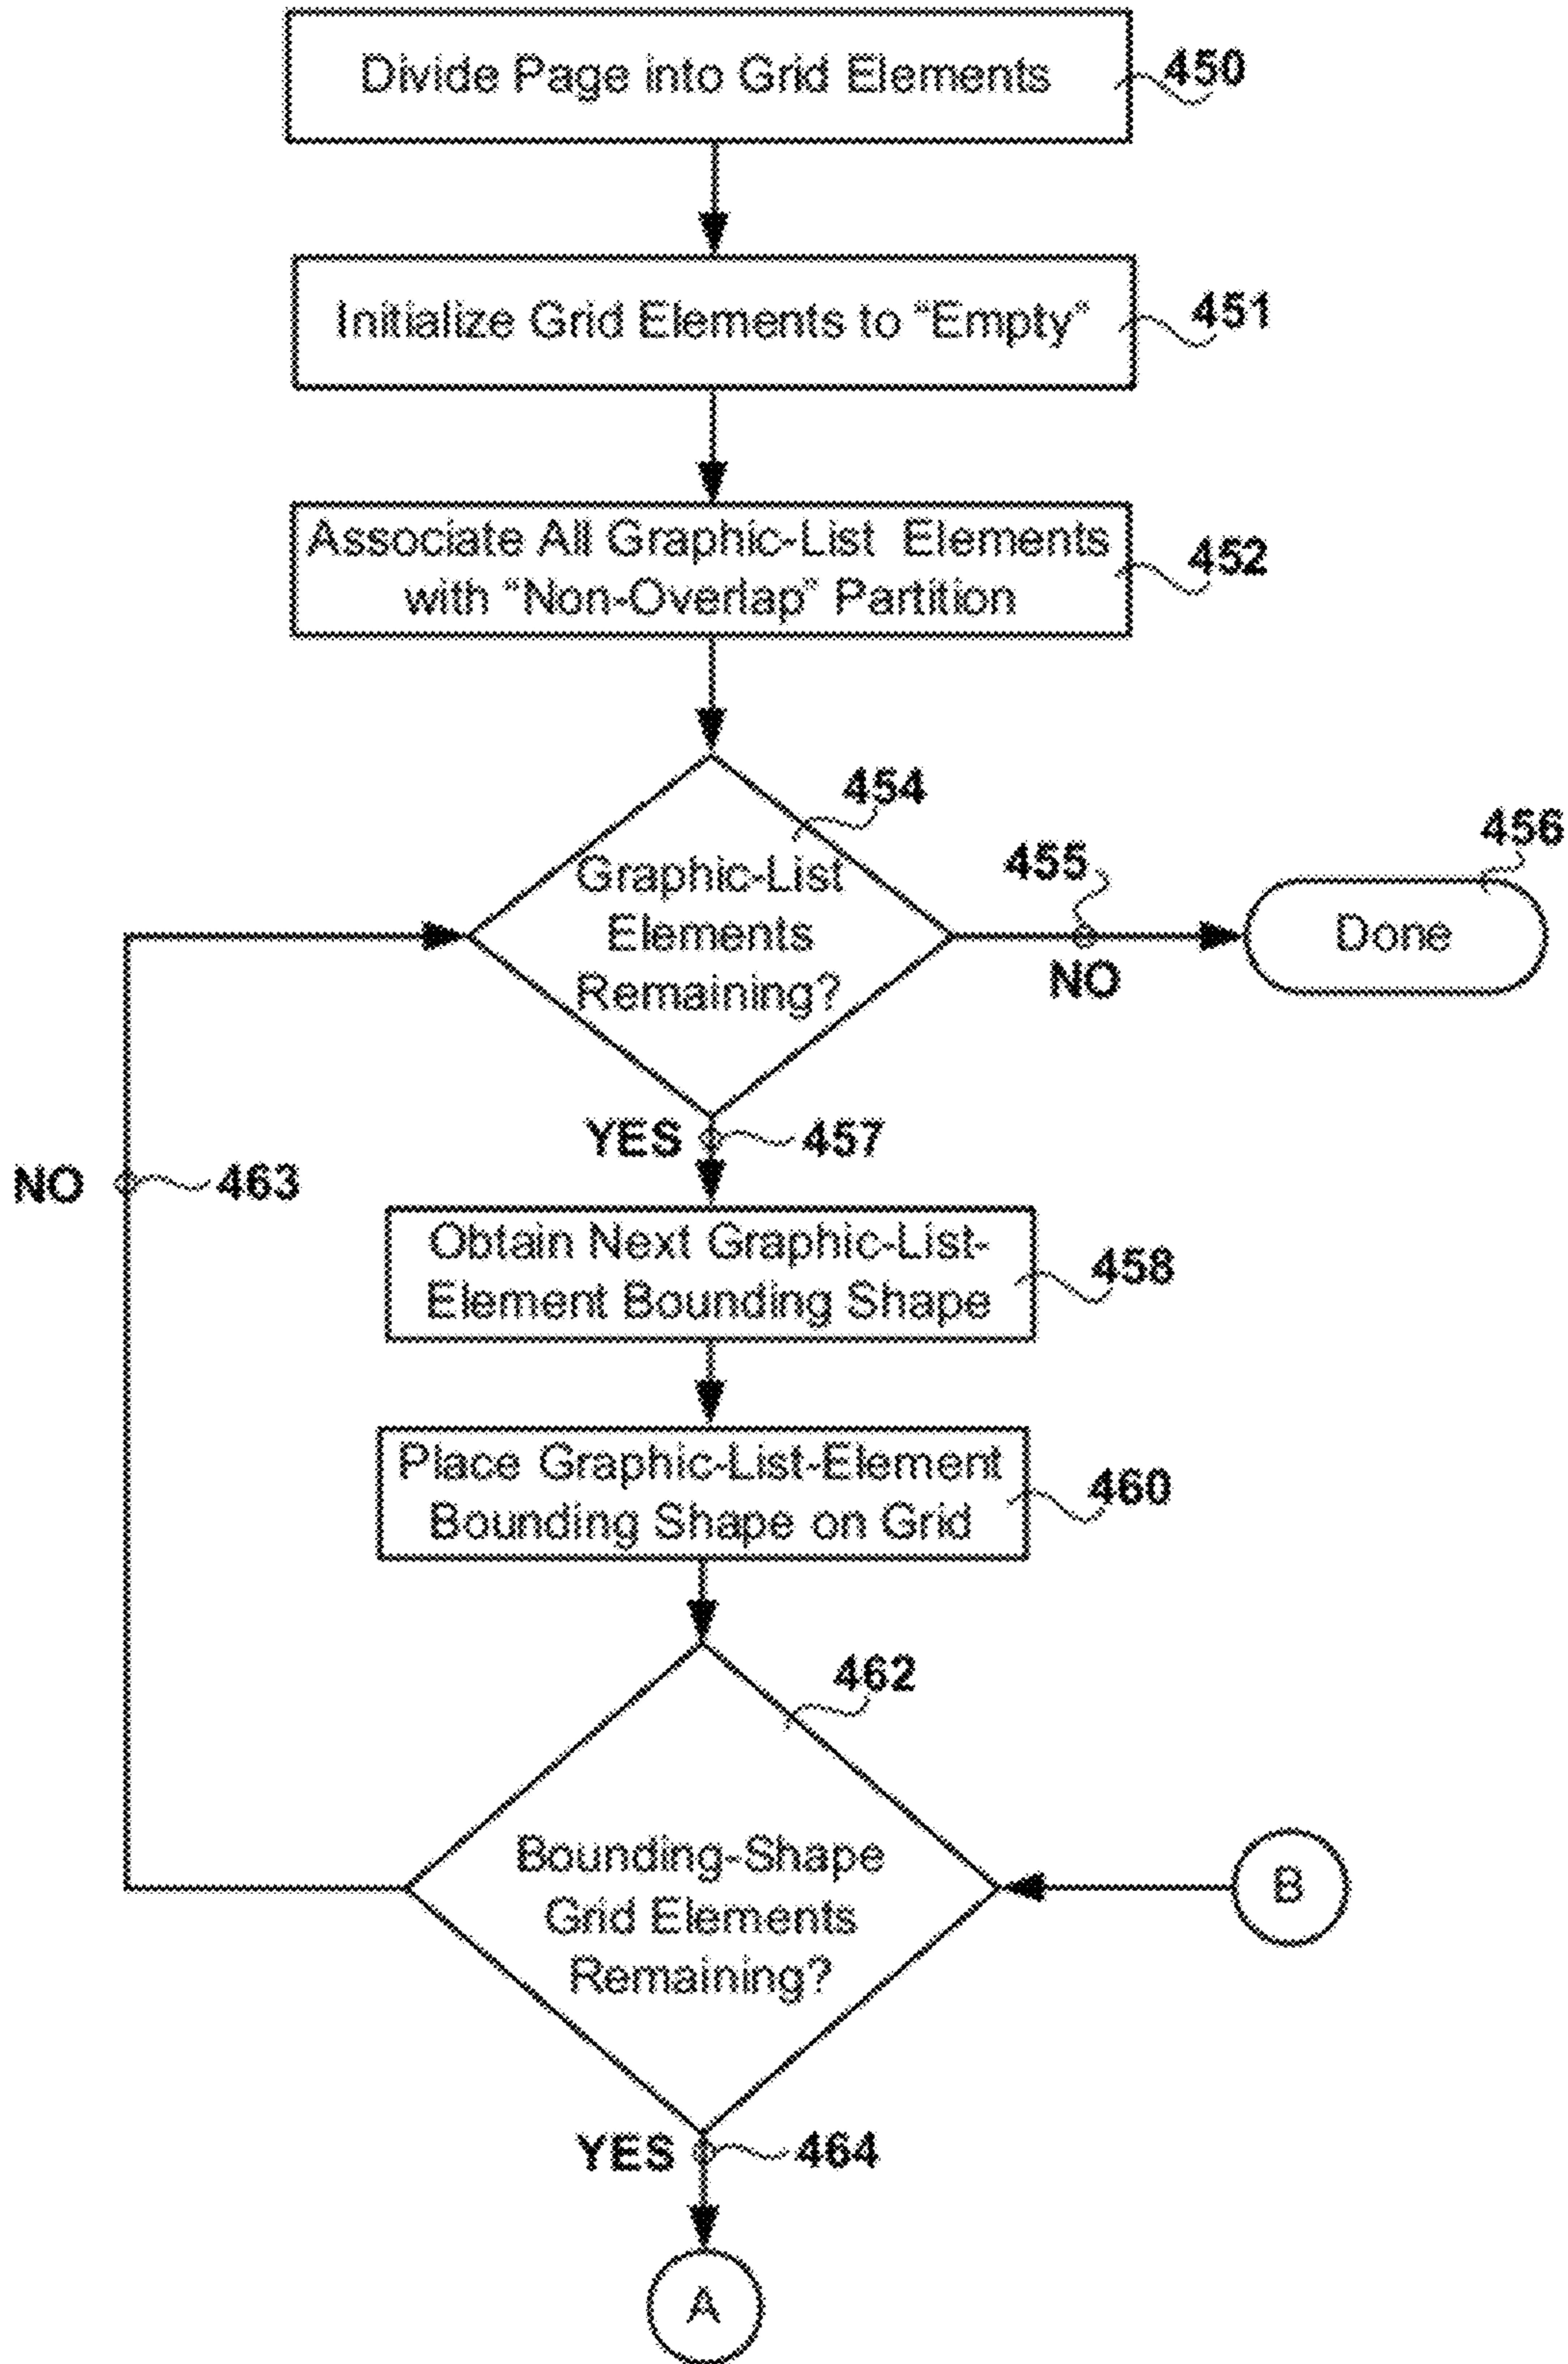 Divide Page into Grid Elements
450
Initialize Grid Elements to "Empty"
451
Associate All Graphic-List Elements
with "Non-Overlap" Partition
452
454
Graphic-List
Elements
Remaining?
455
NO
456
Done
YES
457
NO
463
Obtain Next Graphic-List-
Element Bounding Shape
458
Place Graphic-List-Element
Bounding Shape on Grid
460
462
Bounding-Shape
Grid Elements
Remaining?
B
YES
464
A